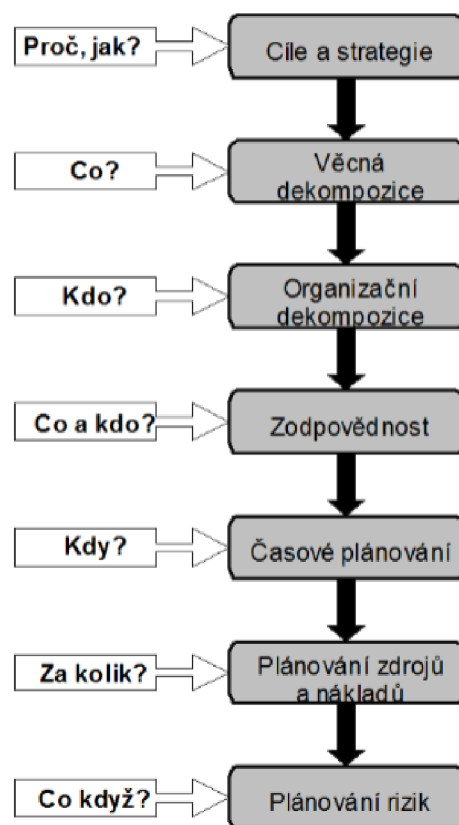 Proč, jak?
Cíle a strategie
Co?
Věcná
dekompozice
Kdo?
Organizační
dekompozice
Co a kdo?
Zodpovědnost
Kdy?
Časové plánování
Za kolik?
Plánování zdrojů
a nákladů
Co když?
Plánování rizik